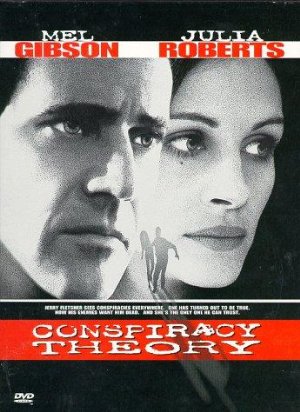 MEL GIBSON
JULIA ROBERTS
JERRY FLETCHER SEES CONSPIRACIES EVERYWHERE. ONE HAS TURNED OUT TO BE TRUE.
NOW HIS ENEMIES WANT HIM DEAD. AND SHE'S THE ONLY ONE HE CAN TRUST.
CONSPIRACY
THEORY
DVD